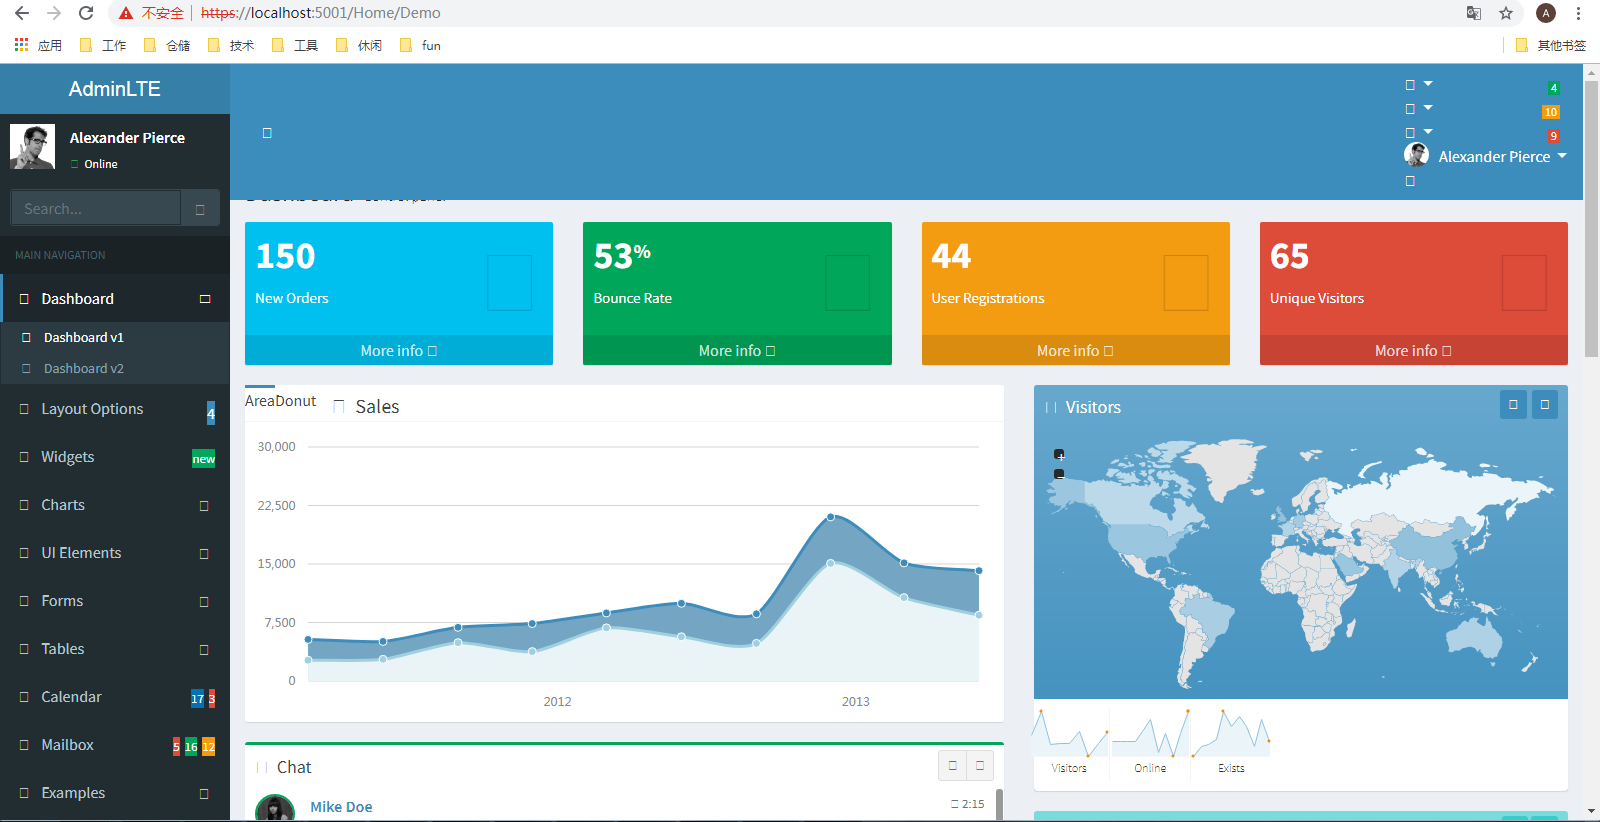 不安全 https://localhost:5001/Home/Demo A
应用 工作 仓储 技术 工具 休闲 fun 其他书签
AdminLTE
Alexander Pierce
Online
Search...
MAIN NAVIGATION
Dashboard
Dashboard v1
Dashboard v2
Layout Options 4
Widgets new
Charts
UI Elements
Forms
Tables
Calendar 17 3
Mailbox 5 16 12
Examples
4
10
9
Alexander Pierce
150
New Orders
More info
53%
Bounce Rate
More info
44
User Registrations
More info
65
Unique Visitors
More info
Area Donut Sales
30,000
22,500
15,000
7,500
0
2012 2013
Visitors
+
−
Visitors Online Exists
Chat
Mike Doe 2:15